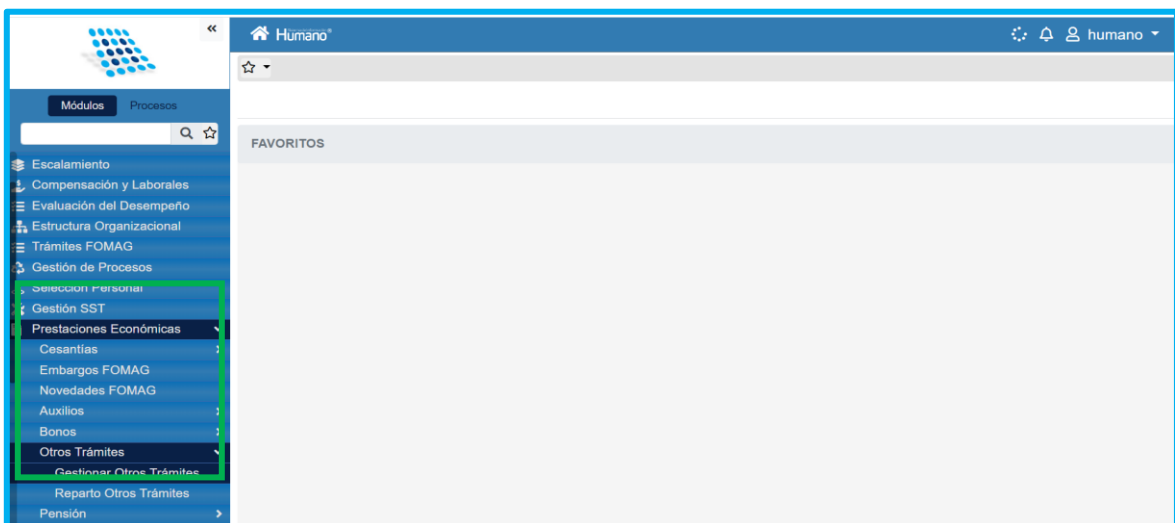 «
Humano®
humano
Módulos
Procesos
FAVORITOS
Escalamiento
Compensación y Laborales
Evaluación del Desempeño
Estructura Organizacional
Trámites FOMAG
Gestión de Procesos
Selección Personal
Gestión SST
Prestaciones Económicas
Cesantías
Embargos FOMAG
Novedades FOMAG
Auxilios
Bonos
Otros Trámites
Gestionar Otros Trámites
Reparto Otros Trámites
Pensión